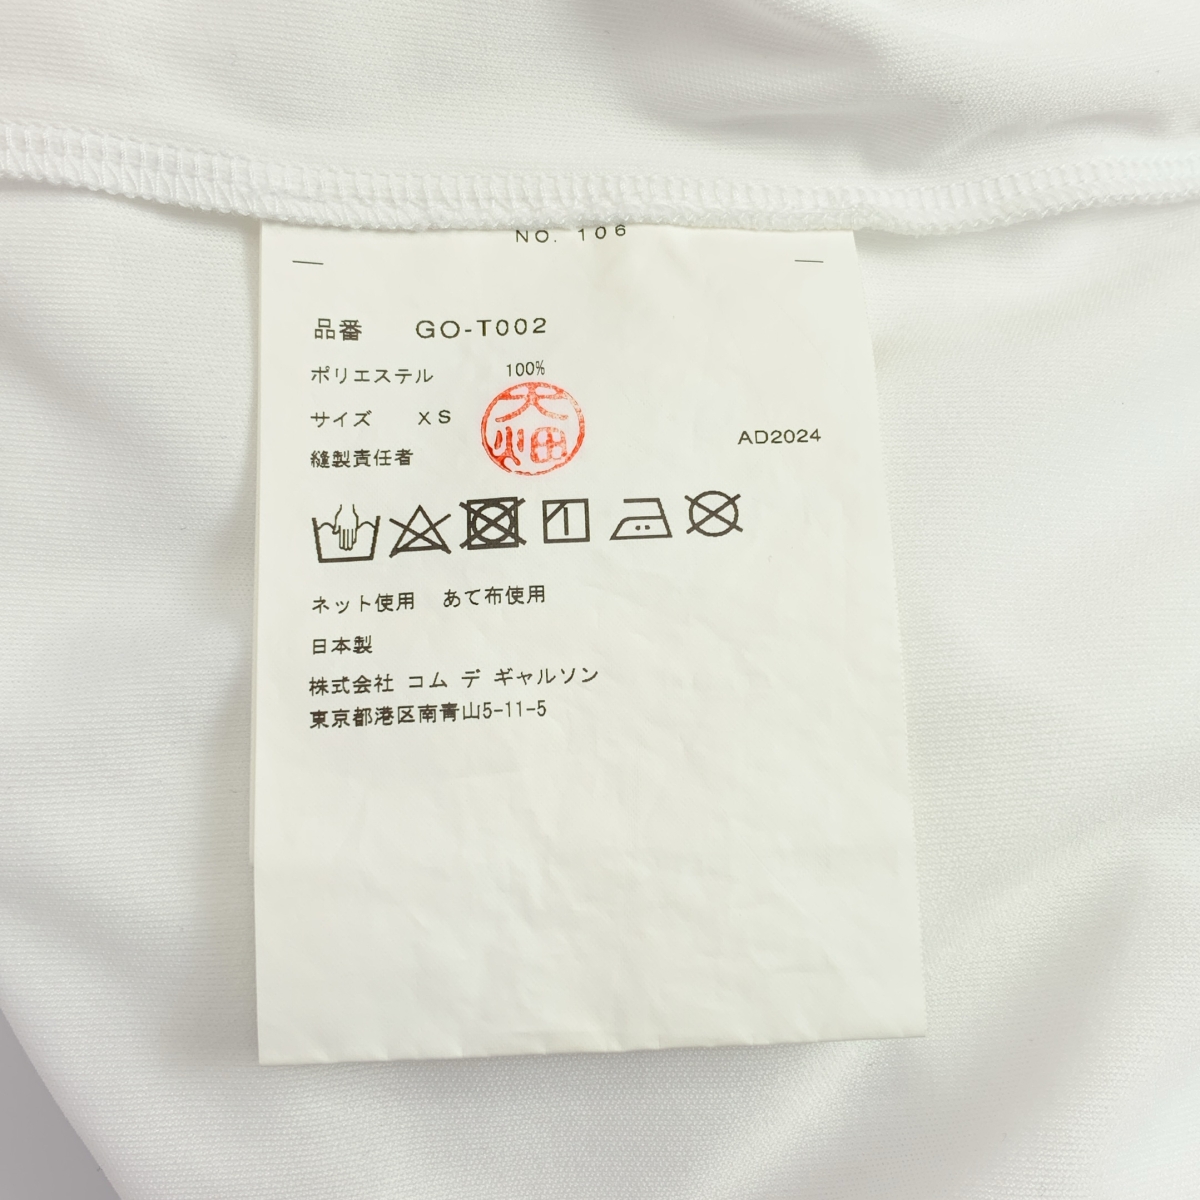 NO. 106
品番 GO-T002
ポリエステル 100%
サイズ XS
大畑
縫製責任者
AD2024
ネット使用 あて布使用
日本製
株式会社 コム デ ギャルソン
東京都港区南青山5-11-5